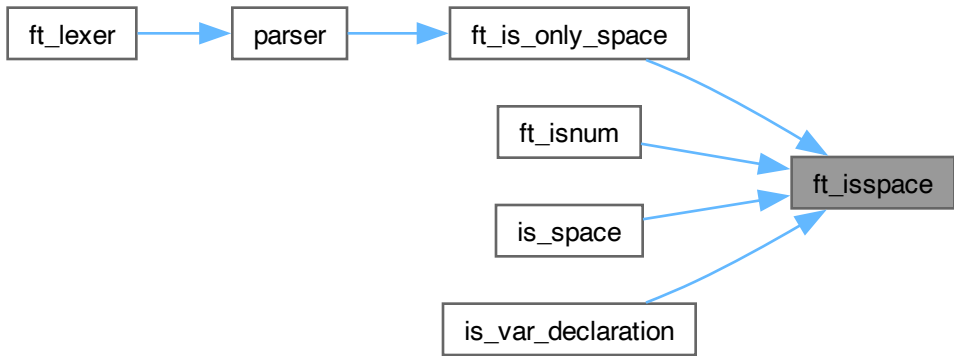 ft_lexer
parser
ft_is_only_space
ft_isnum
ft_isspace
is_space
is_var_declaration